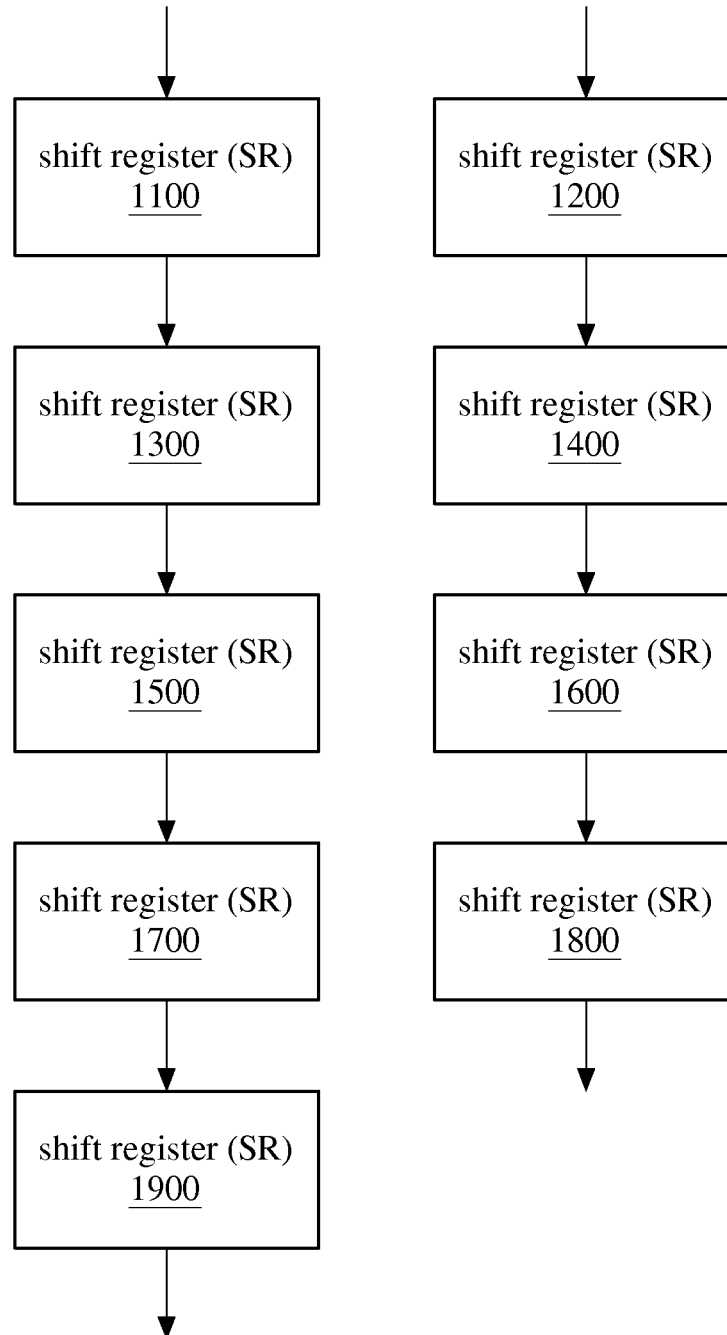 shift register (SR)
1100
shift register (SR)
1200
shift register (SR)
1300
shift register (SR)
1400
shift register (SR)
1500
shift register (SR)
1600
shift register (SR)
1700
shift register (SR)
1800
shift register (SR)
1900